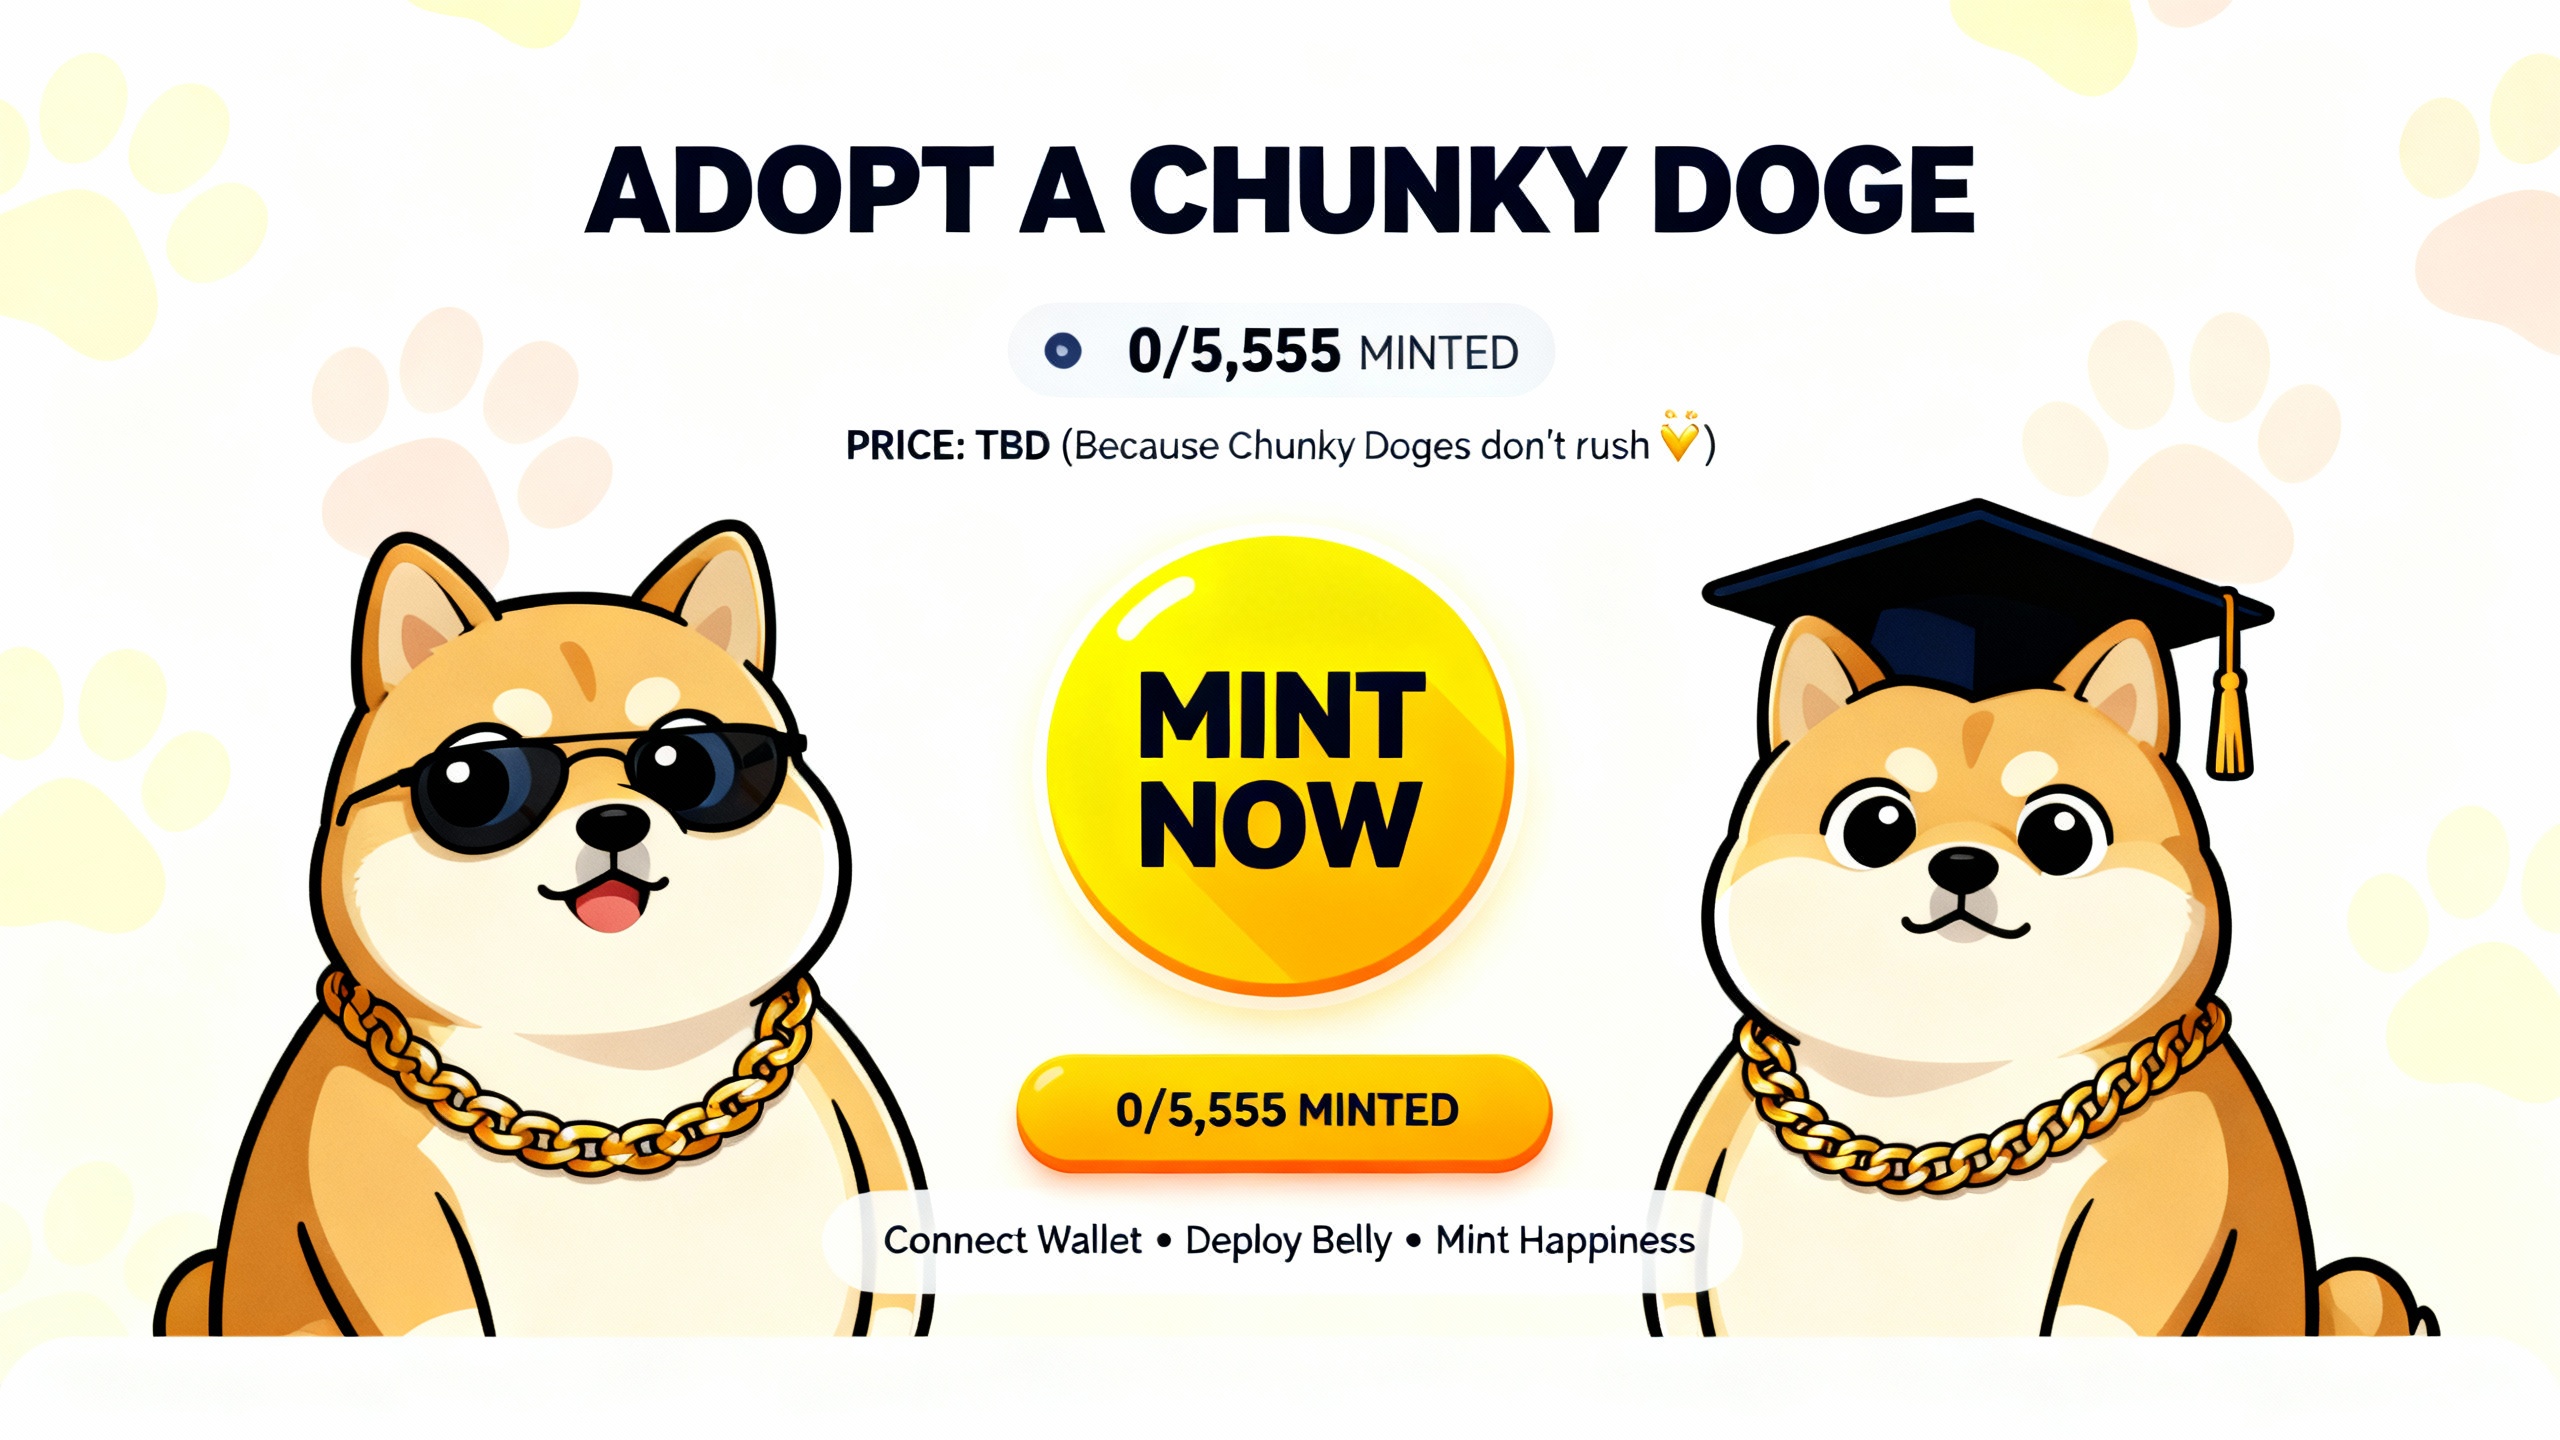 ADOPT A CHUNKY DOGE
0/5,555 MINTED
PRICE: TBD (Because Chunky Doges don't rush )
MINT
NOW
0/5,555 MINTED
Connect Wallet • Deploy Belly • Mint Happiness